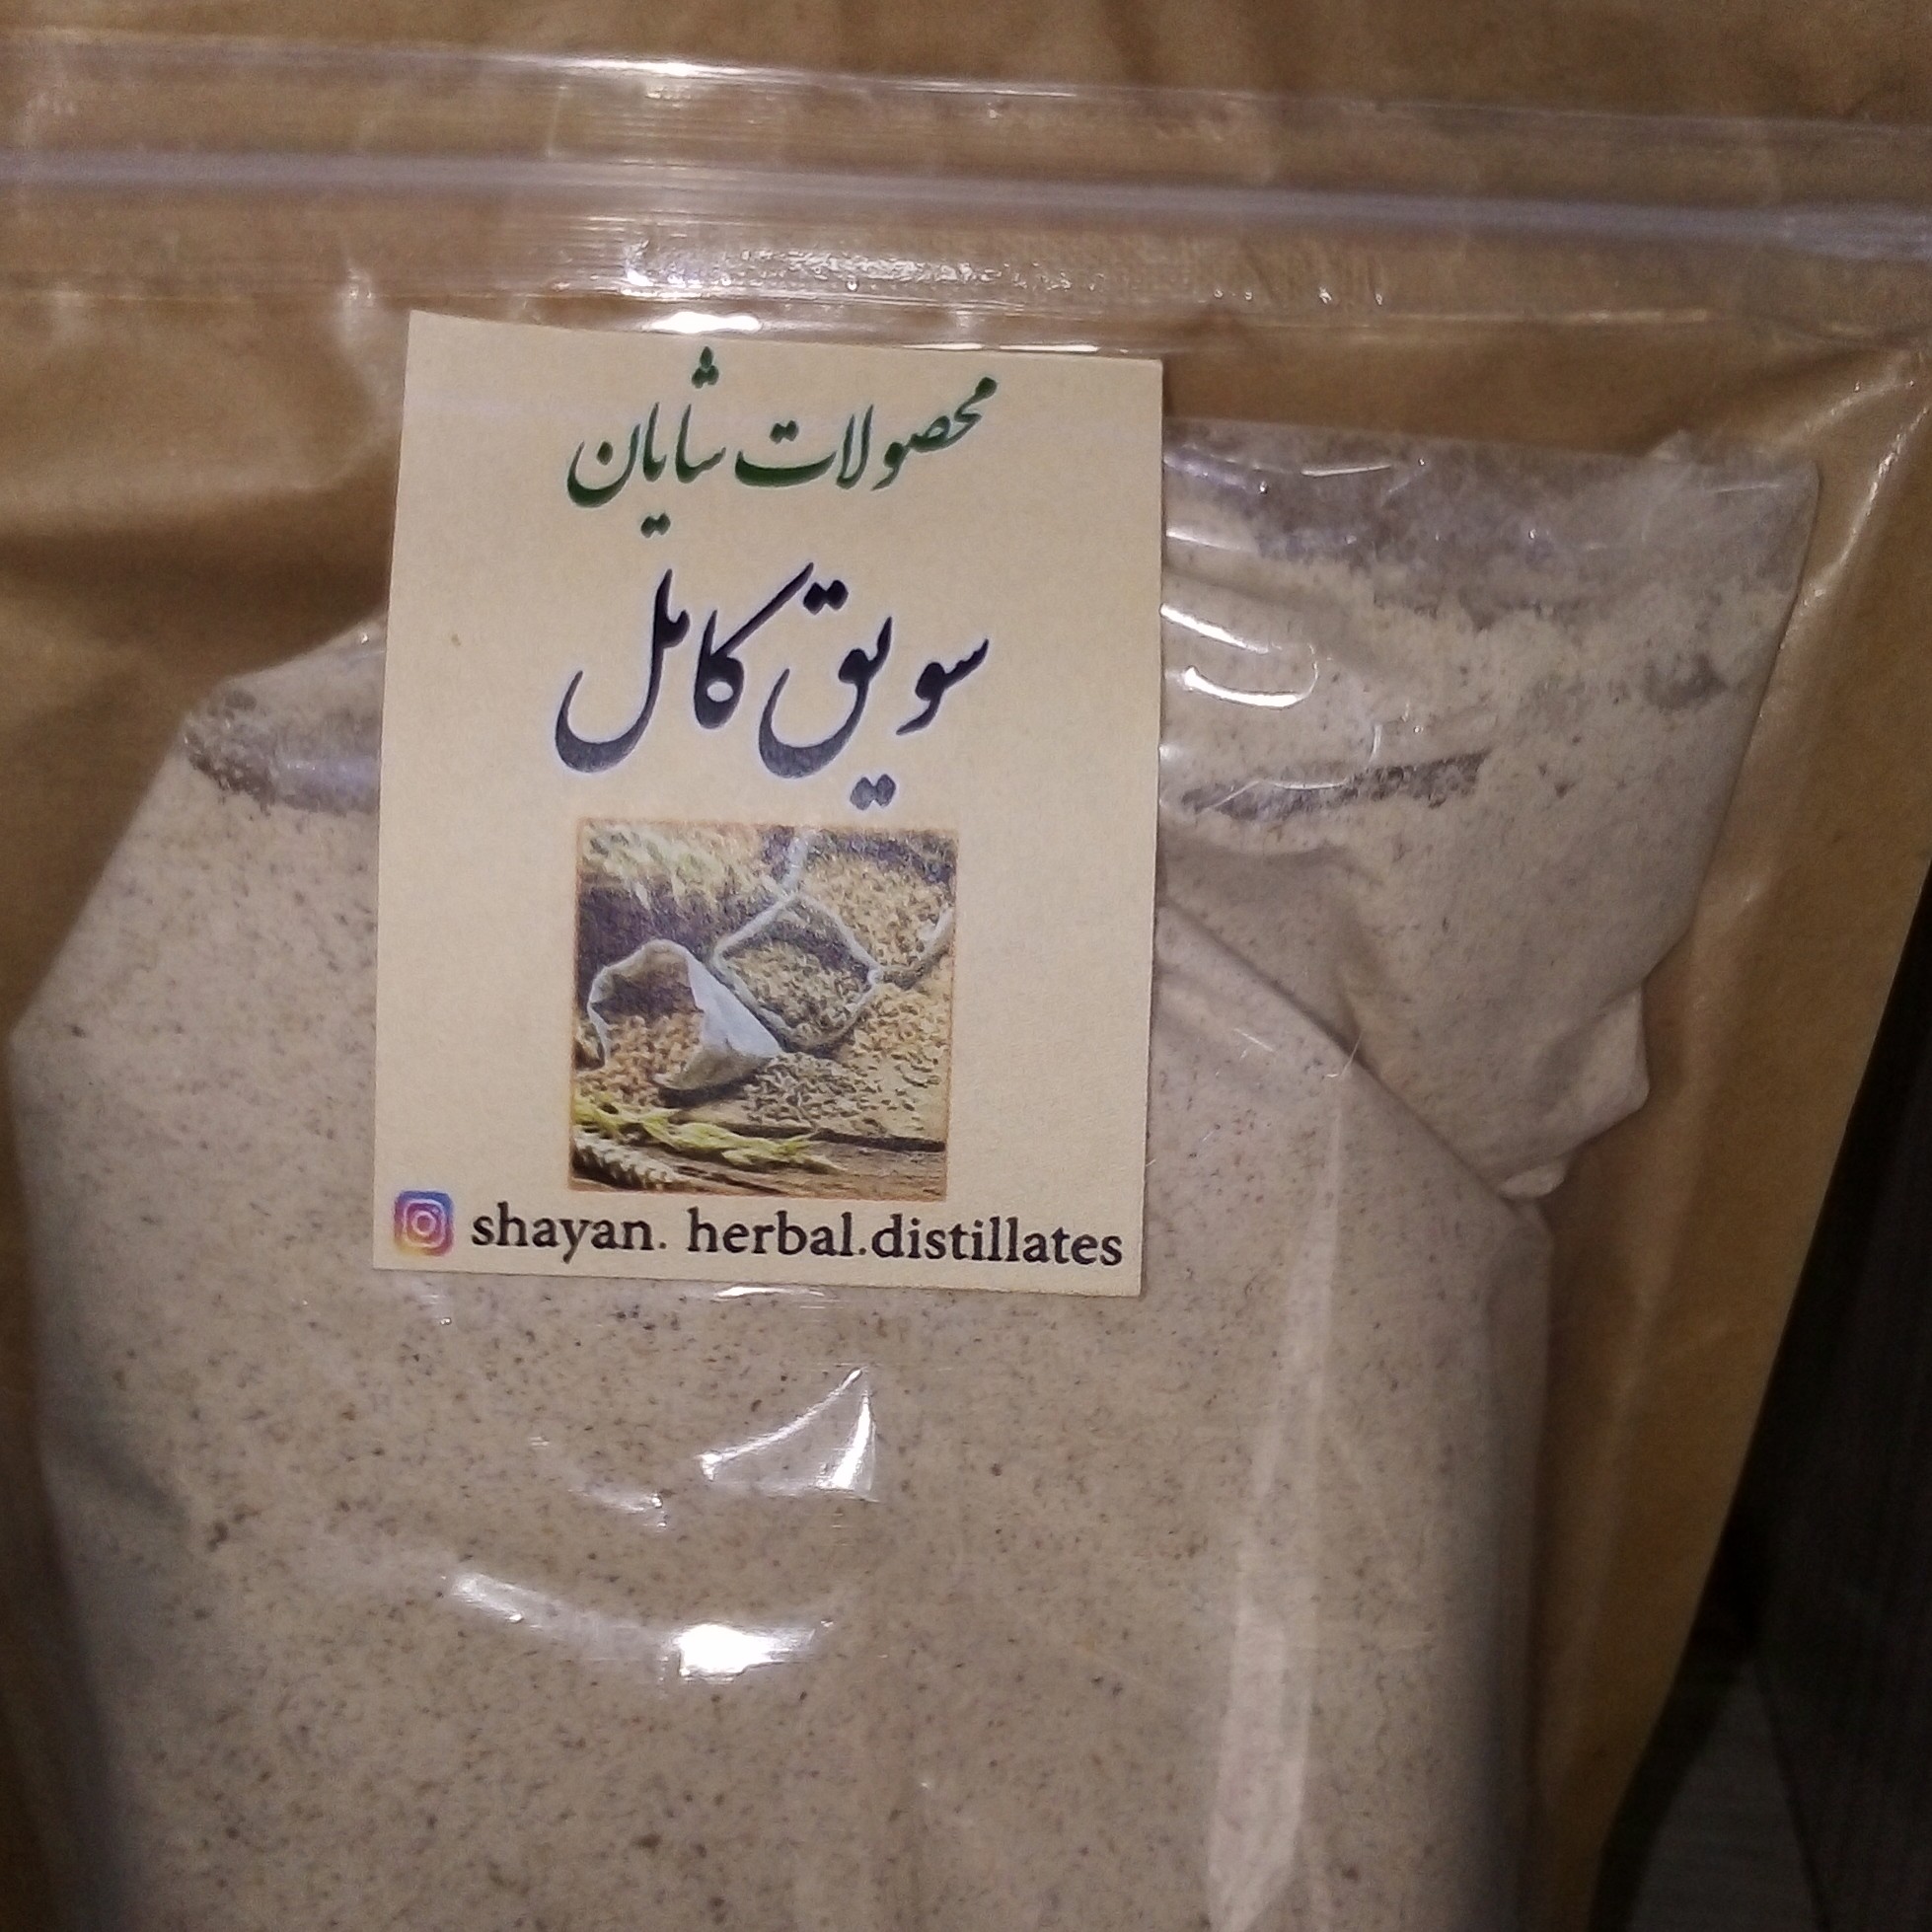 محصولات شایان
سویق کامل
shayan. herbal.distillates